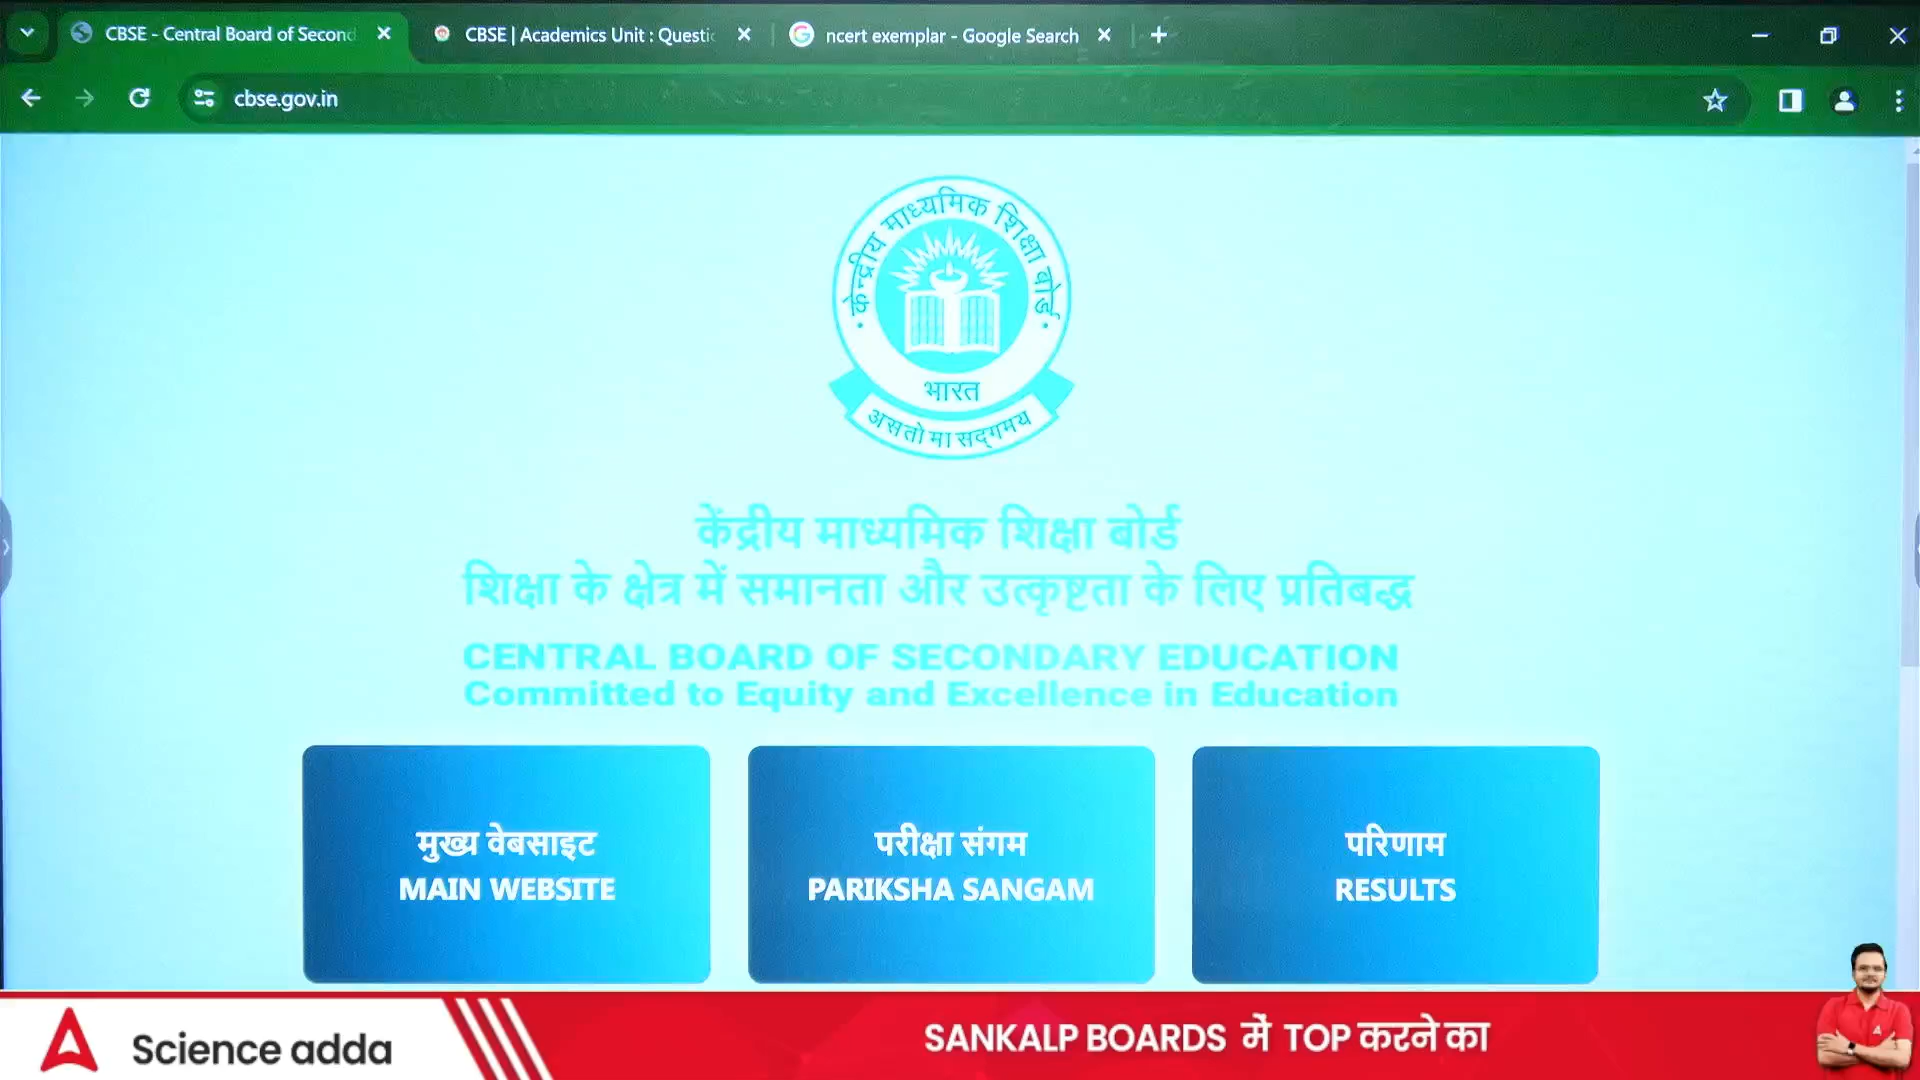 CBSE - Central Board of Second
CBSE | Academics Unit : Questi
ncert exemplar - Google Search
cbse.gov.in
केन्द्रीय माध्यमिक शिक्षा बोर्ड
भारत
असतो मा सद्गमय
केंद्रीय माध्यमिक शिक्षा बोर्ड
शिक्षा के क्षेत्र में समानता और उत्कृष्टता के लिए प्रतिबद्ध
CENTRAL BOARD OF SECONDARY EDUCATION
Committed to Equity and Excellence in Education
मुख्य वेबसाइट
MAIN WEBSITE
परीक्षा संगम
PARIKSHA SANGAM
परिणाम
RESULTS
Science adda
SANKALP BOARDS में TOP करने का